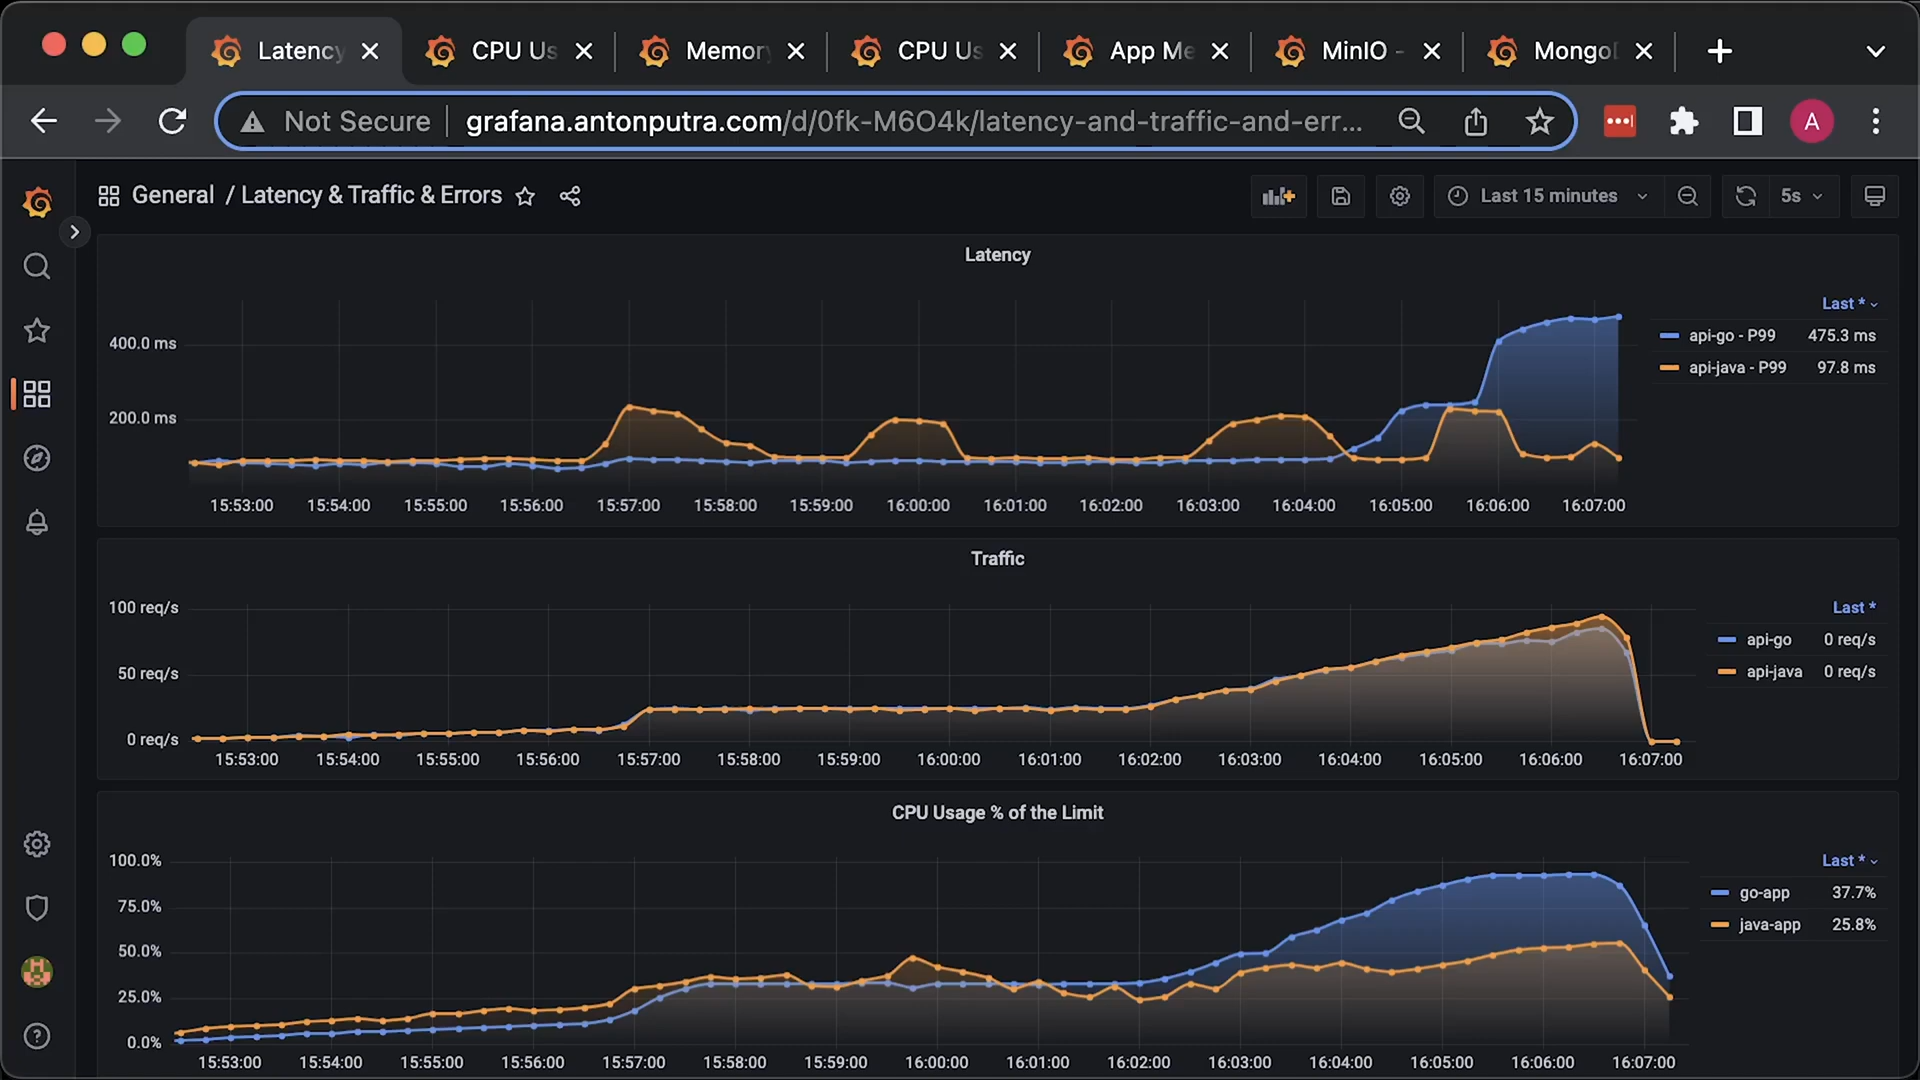 Latency
CPU Us
Memor
CPU Us
App Me
MinIO -
Mongo
Not Secure
grafana.antonputra.com/d/0fk-M6O4k/latency-and-traffic-and-err...
A
General / Latency & Traffic & Errors
Last 15 minutes
5s
Latency
Last *
400.0 ms
200.0 ms
api-go - P99 475.3 ms
api-java - P99 97.8 ms
15:53:00 15:54:00 15:55:00 15:56:00 15:57:00 15:58:00 15:59:00 16:00:00 16:01:00 16:02:00 16:03:00 16:04:00 16:05:00 16:06:00 16:07:00
Traffic
Last *
100 req/s
50 req/s
0 req/s
api-go 0 req/s
api-java 0 req/s
15:53:00 15:54:00 15:55:00 15:56:00 15:57:00 15:58:00 15:59:00 16:00:00 16:01:00 16:02:00 16:03:00 16:04:00 16:05:00 16:06:00 16:07:00
CPU Usage % of the Limit
Last *
100.0%
75.0%
50.0%
25.0%
0.0%
go-app 37.7%
java-app 25.8%
15:53:00 15:54:00 15:55:00 15:56:00 15:57:00 15:58:00 15:59:00 16:00:00 16:01:00 16:02:00 16:03:00 16:04:00 16:05:00 16:06:00 16:07:00